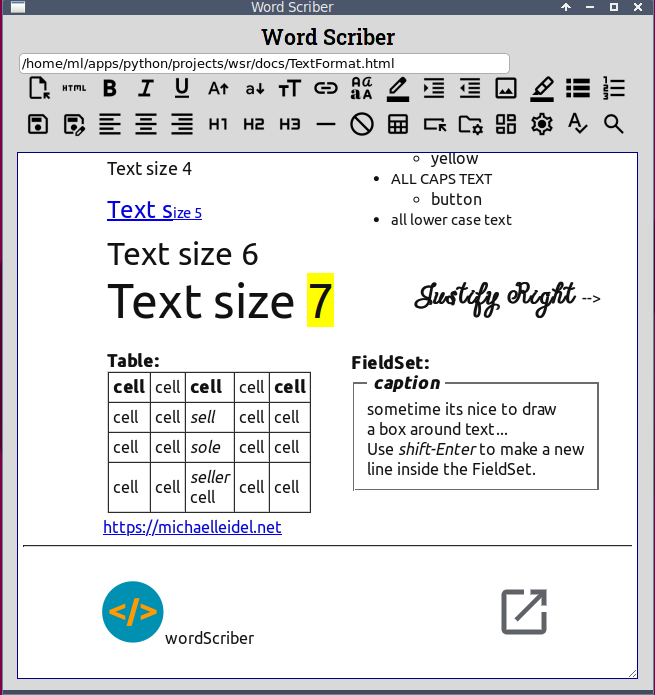 Word Scriber
Word Scriber
/home/ml/apps/python/projects/wsr/docs/TextFormat.html
HTML B I U A a TT
H1 H2 H3
Text size 4
Text size 5
Text size 6
Text size 7
yellow
ALL CAPS TEXT
button
all lower case text
Justify Right -->
Table:
cell cell cell cell cell
cell cell sell cell cell
cell cell sole cell cell
cell cell seller cell cell
cell
https://michaelleidel.net
FieldSet:
caption
sometime its nice to draw
a box around text...
Use shift-Enter to make a new
line inside the FieldSet.
</>
wordScriber